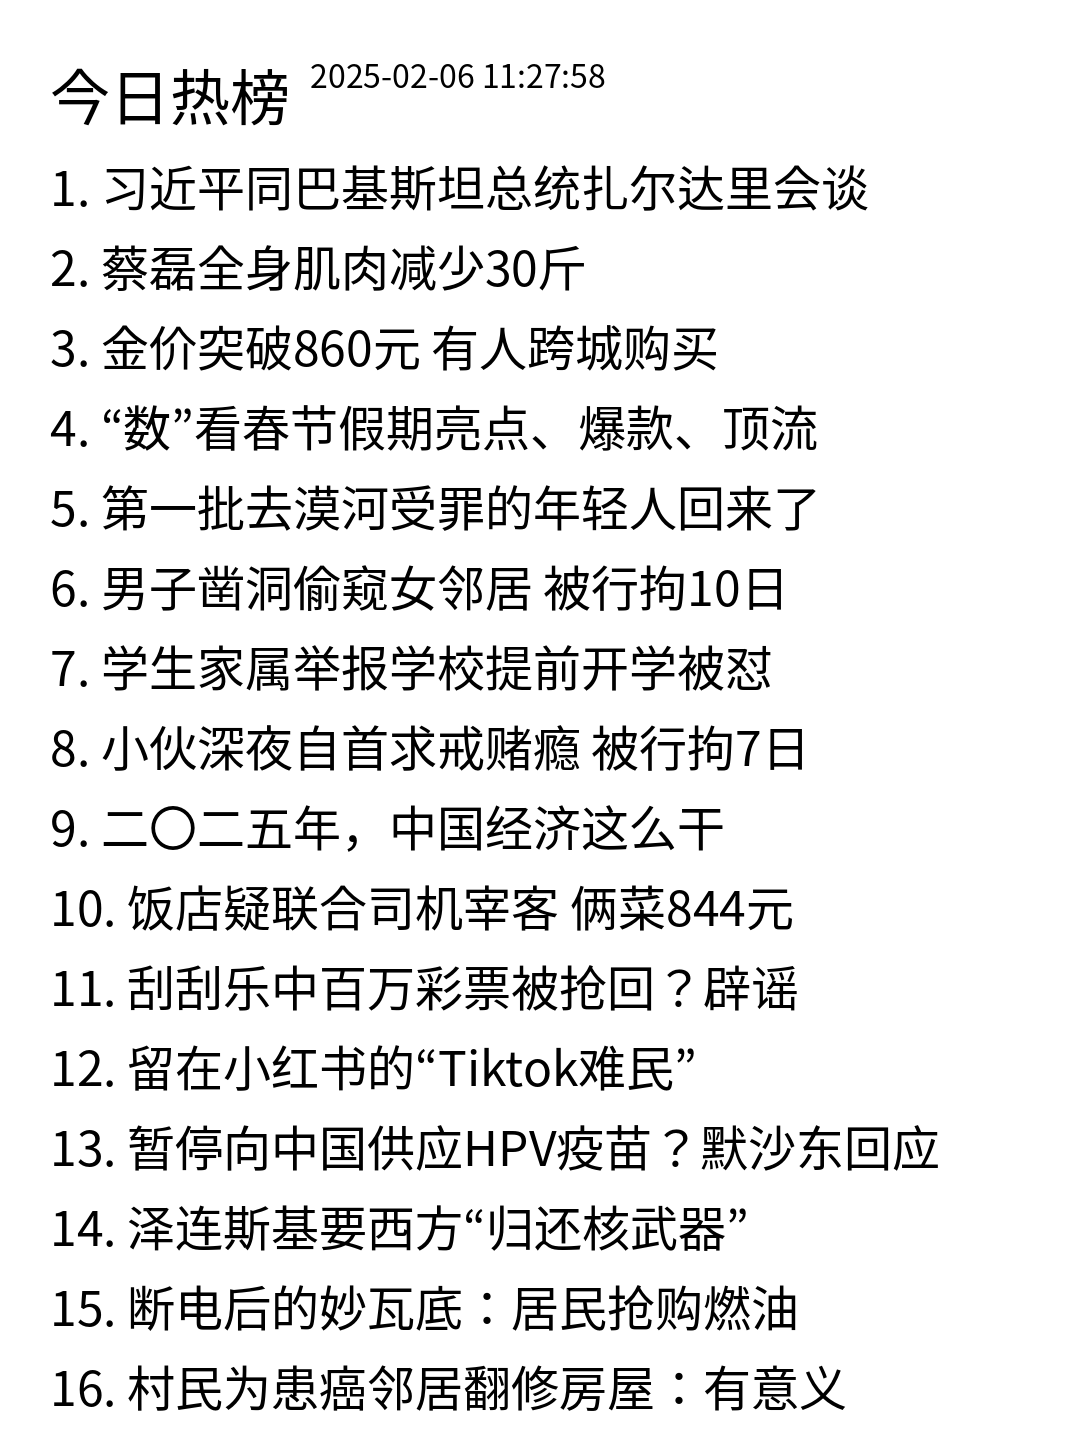 今日热榜 2025-02-06 11:27:58
1. 习近平同巴基斯坦总统扎尔达里会谈
2. 蔡磊全身肌肉减少30斤
3. 金价突破860元 有人跨城购买
4. “数”看春节假期亮点、爆款、顶流
5. 第一批去漠河受罪的年轻人回来了
6. 男子凿洞偷窥女邻居 被行拘10日
7. 学生家属举报学校提前开学被怼
8. 小伙深夜自首求戒赌瘾 被行拘7日
9. 二〇二五年，中国经济这么干
10. 饭店疑联合司机宰客 俩菜844元
11. 刮刮乐中百万彩票被抢回？辟谣
12. 留在小红书的“Tiktok难民”
13. 暂停向中国供应HPV疫苗？默沙东回应
14. 泽连斯基要西方“归还核武器”
15. 断电后的妙瓦底：居民抢购燃油
16. 村民为患癌邻居翻修房屋：有意义